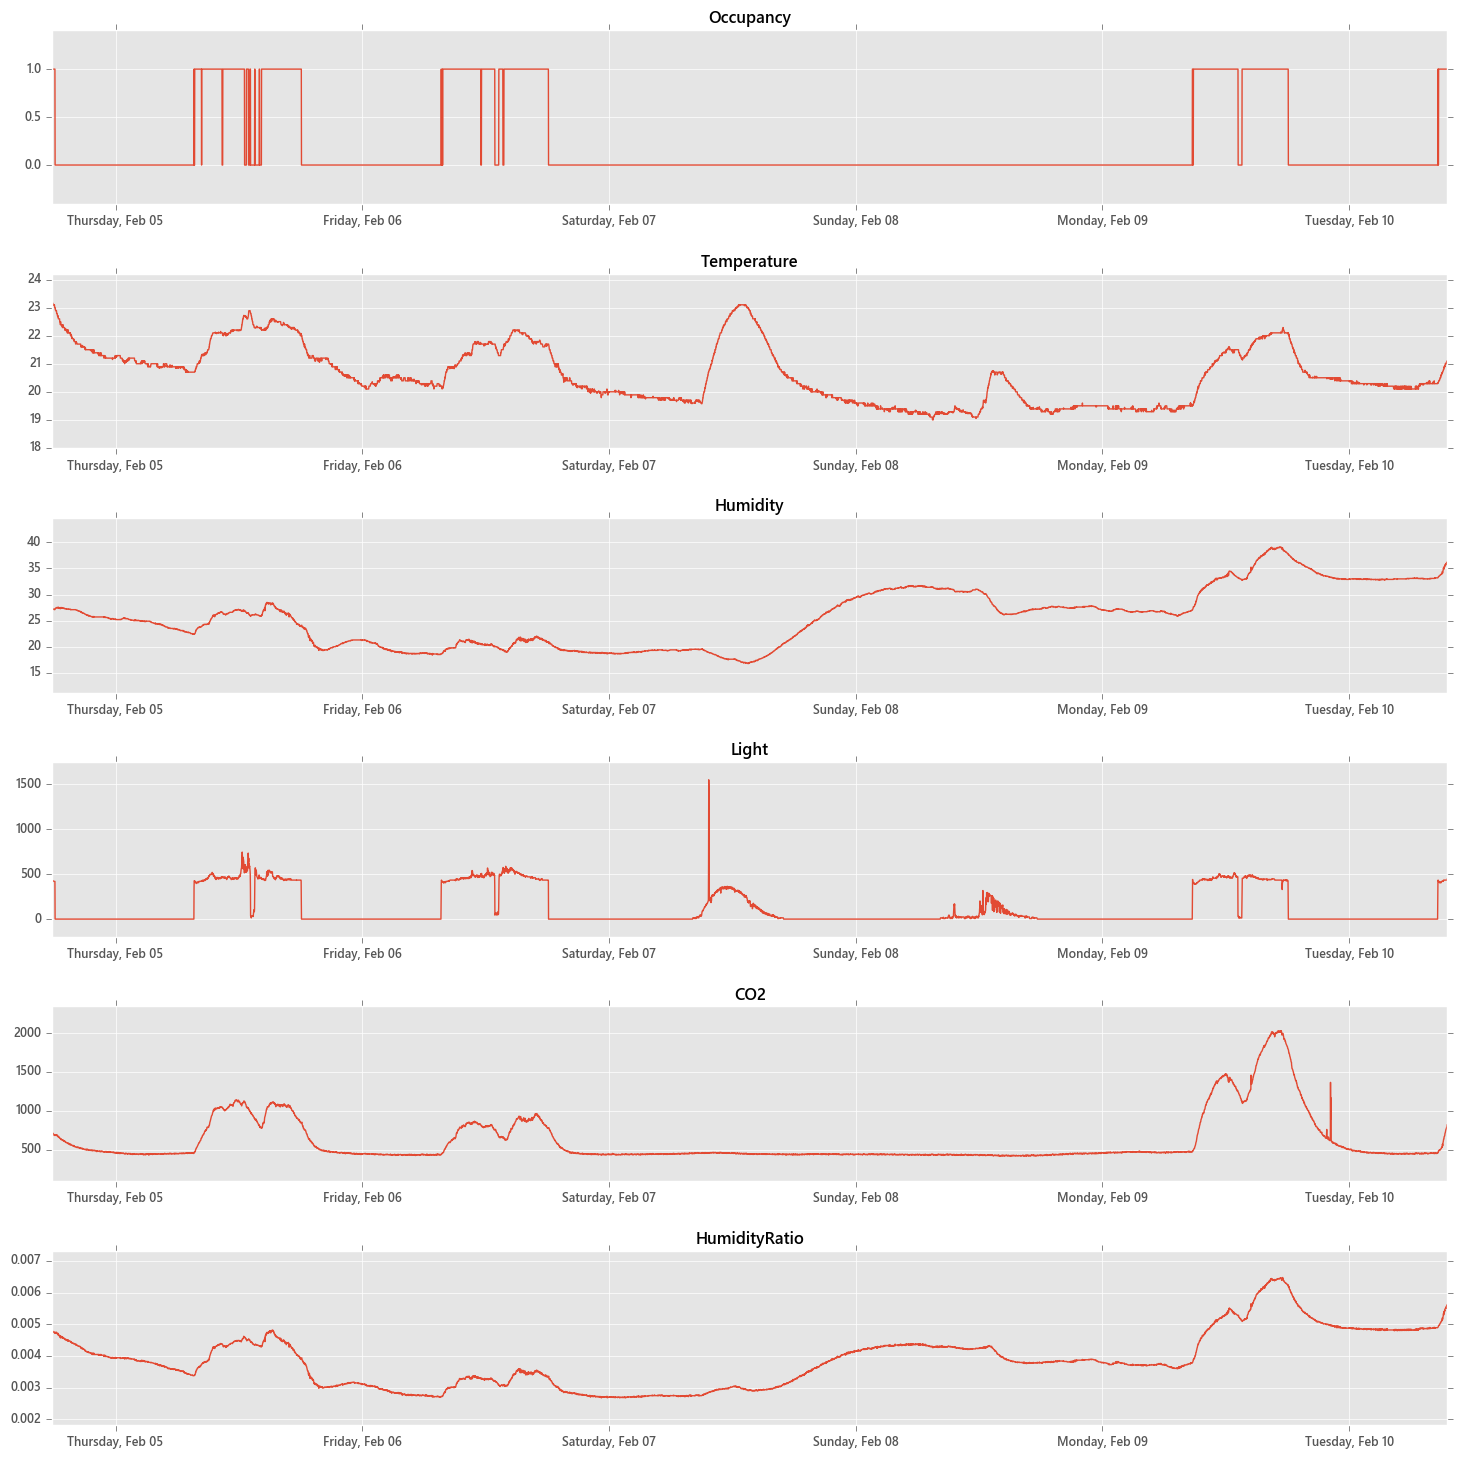 Occupancy
1.0
0.5
0.0
Thursday, Feb 05 Friday, Feb 06 Saturday, Feb 07 Sunday, Feb 08 Monday, Feb 09 Tuesday, Feb 10
Temperature
24
23
22
21
20
19
18
Thursday, Feb 05 Friday, Feb 06 Saturday, Feb 07 Sunday, Feb 08 Monday, Feb 09 Tuesday, Feb 10
Humidity
40
35
30
25
20
15
Thursday, Feb 05 Friday, Feb 06 Saturday, Feb 07 Sunday, Feb 08 Monday, Feb 09 Tuesday, Feb 10
Light
1500
1000
500
0
Thursday, Feb 05 Friday, Feb 06 Saturday, Feb 07 Sunday, Feb 08 Monday, Feb 09 Tuesday, Feb 10
CO2
2000
1500
1000
500
Thursday, Feb 05 Friday, Feb 06 Saturday, Feb 07 Sunday, Feb 08 Monday, Feb 09 Tuesday, Feb 10
HumidityRatio
0.007
0.006
0.005
0.004
0.003
0.002
Thursday, Feb 05 Friday, Feb 06 Saturday, Feb 07 Sunday, Feb 08 Monday, Feb 09 Tuesday, Feb 10